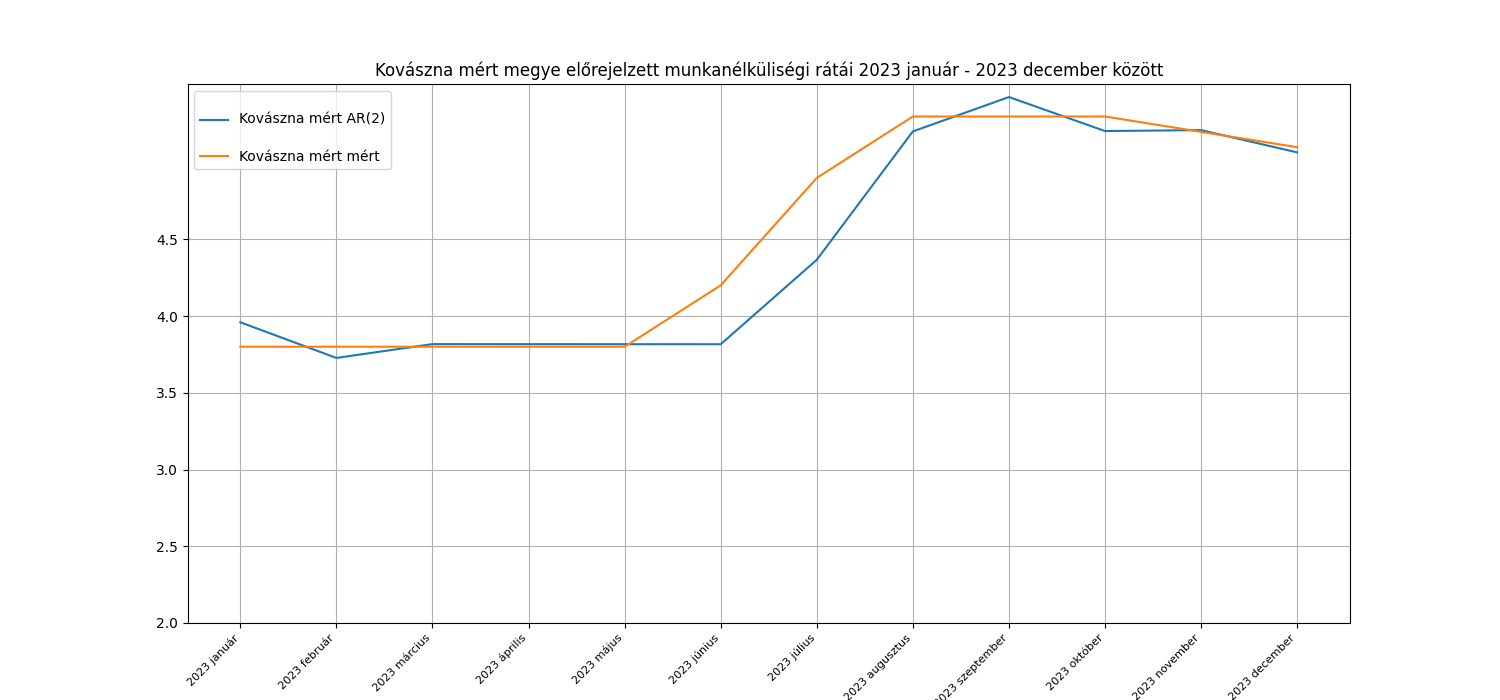 Kovászna mért megye előrejelzett munkanélküliségi rátái 2023 január - 2023 december között
Kovászna mért AR(2)
Kovászna mért mért
4.5
4.0
3.5
3.0
2.5
2.0
2023 január
2023 február
2023 március
2023 április
2023 május
2023 június
2023 július
2023 augusztus
2023 szeptember
2023 október
2023 november
2023 december